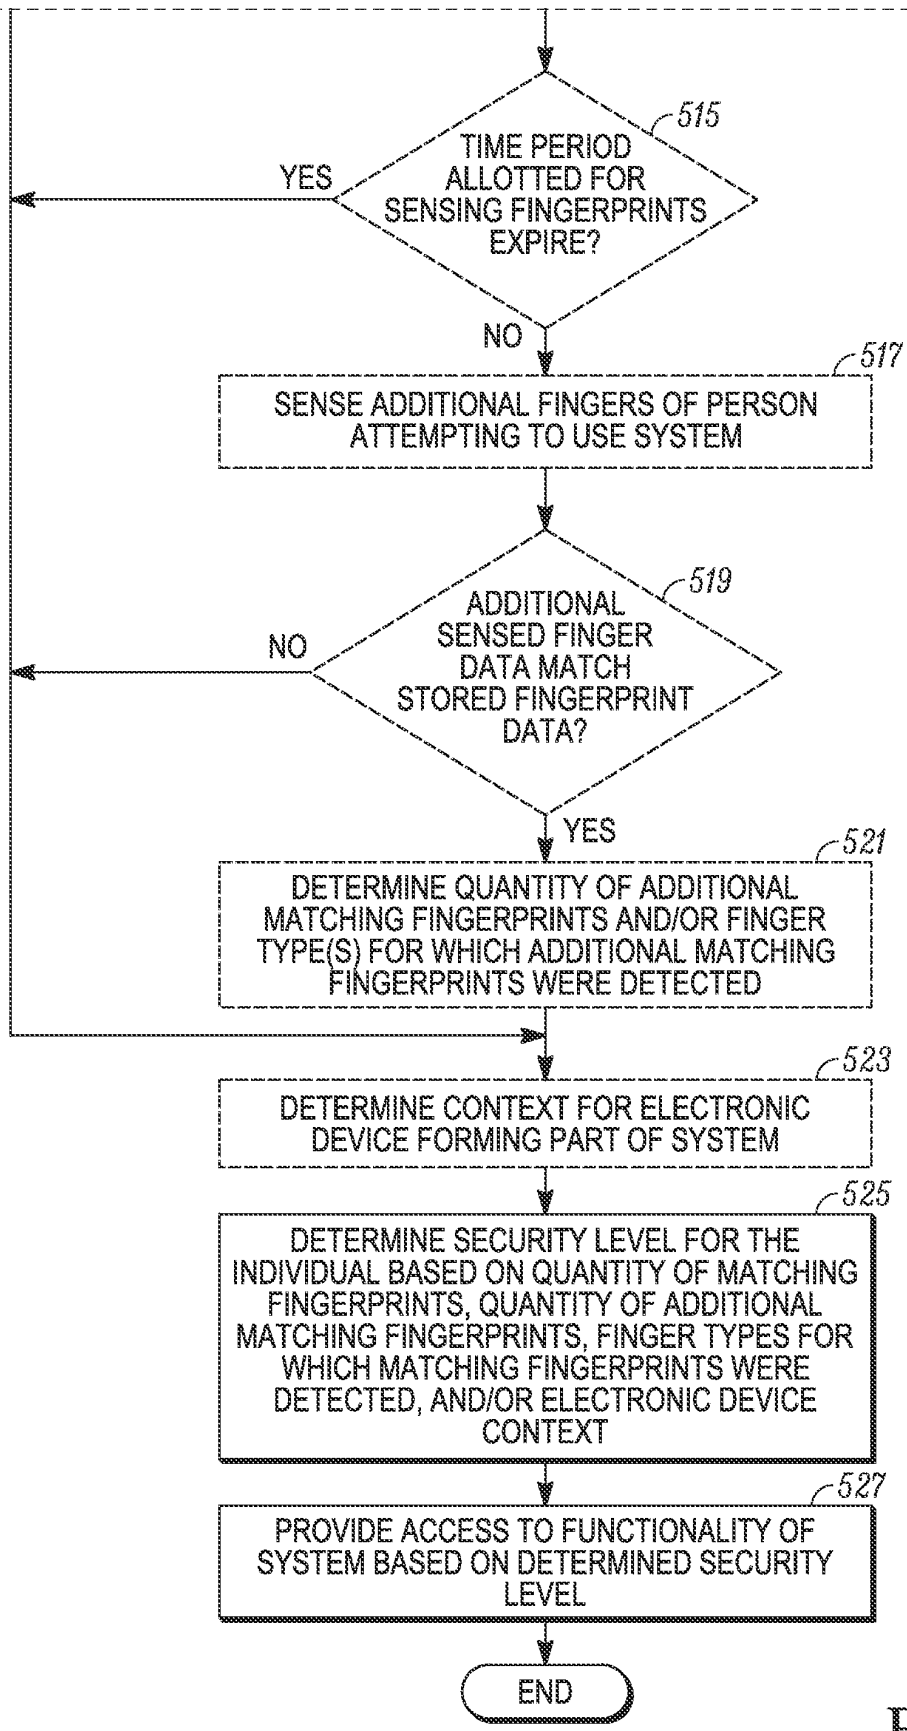 515
TIME PERIOD
ALLOTTED FOR
SENSING FINGERPRINTS
EXPIRE?
YES
NO
517
SENSE ADDITIONAL FINGERS OF PERSON
ATTEMPTING TO USE SYSTEM
519
ADDITIONAL
SENSED FINGER
DATA MATCH
STORED FINGERPRINT
DATA?
NO
YES
521
DETERMINE QUANTITY OF ADDITIONAL
MATCHING FINGERPRINTS AND/OR FINGER
TYPE(S) FOR WHICH ADDITIONAL MATCHING
FINGERPRINTS WERE DETECTED
523
DETERMINE CONTEXT FOR ELECTRONIC
DEVICE FORMING PART OF SYSTEM
525
DETERMINE SECURITY LEVEL FOR THE
INDIVIDUAL BASED ON QUANTITY OF MATCHING
FINGERPRINTS, QUANTITY OF ADDITIONAL
MATCHING FINGERPRINTS, FINGER TYPES FOR
WHICH MATCHING FINGERPRINTS WERE
DETECTED, AND/OR ELECTRONIC DEVICE
CONTEXT
527
PROVIDE ACCESS TO FUNCTIONALITY OF
SYSTEM BASED ON DETERMINED SECURITY
LEVEL
END